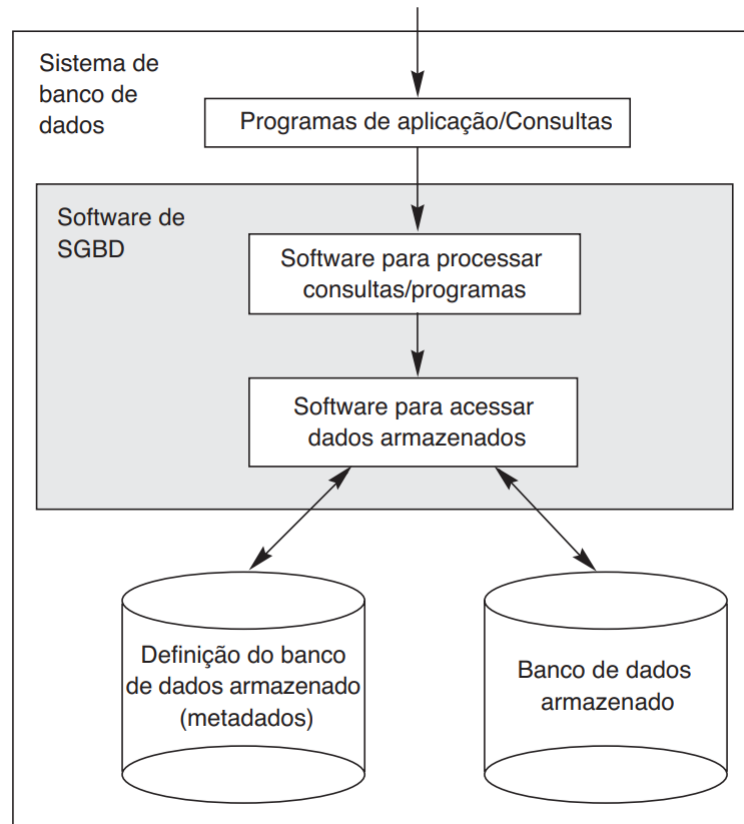 Sistema de
banco de
dados
Programas de aplicação/Consultas
Software de
SGBD
Software para processar
consultas/programas
Software para acessar
dados armazenados
Definição do banco
de dados armazenado
(metadados)
Banco de dados
armazenado